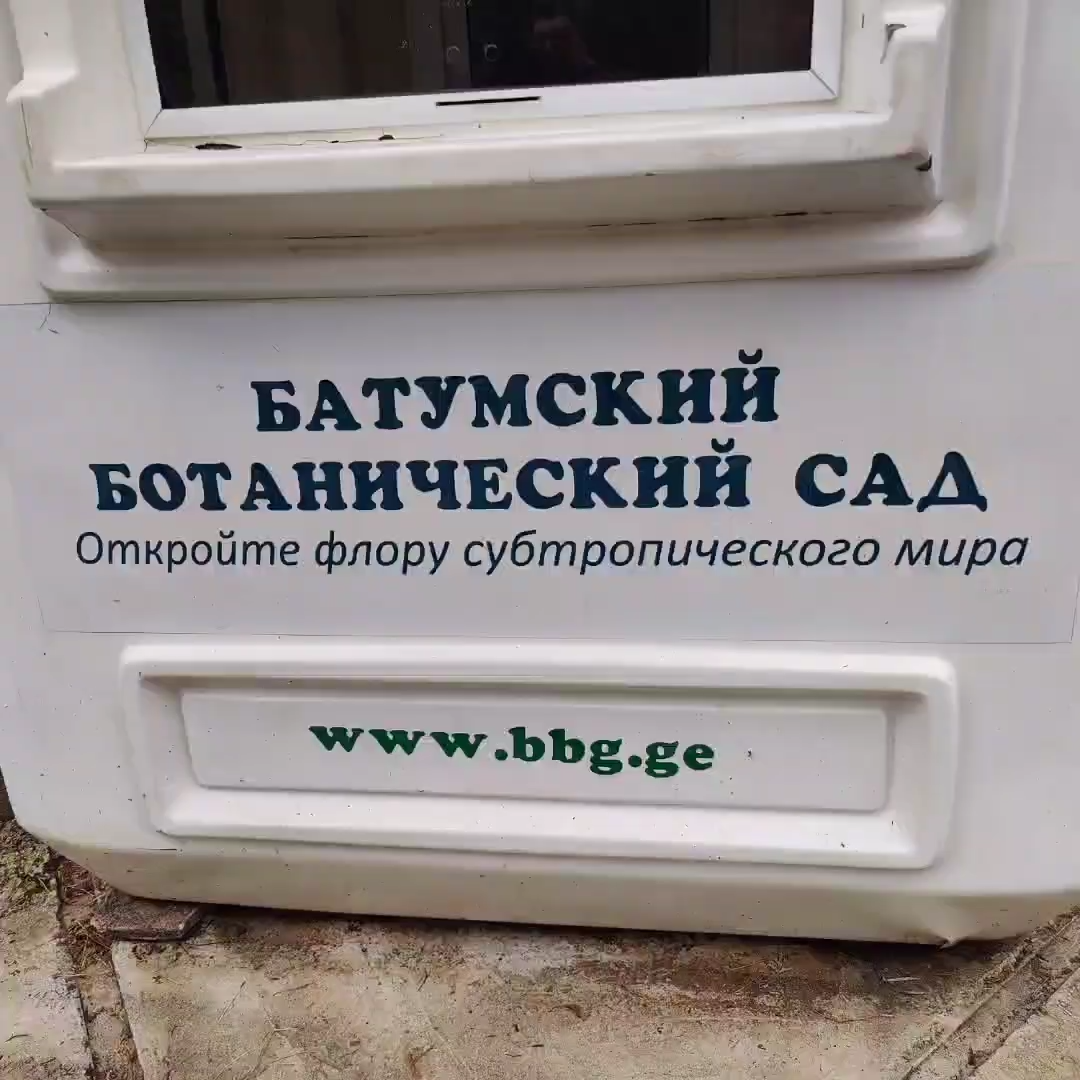 БАТУМСКИЙ
БОТАНИЧЕСКИЙ САД
Откройте флору субтропического мира
www.bbg.ge